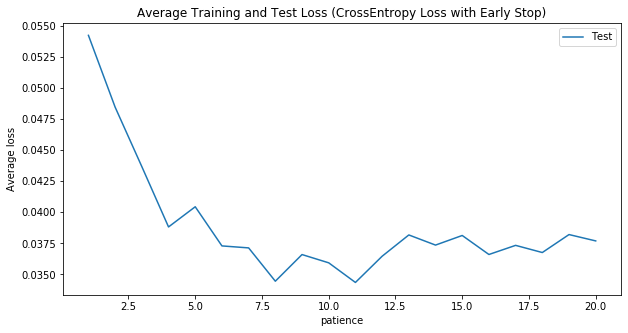 Average Training and Test Loss (CrossEntropy Loss with Early Stop)
Test
0.0550
0.0525
0.0500
0.0475
0.0450
0.0425
0.0400
0.0375
0.0350
Average loss
2.5 5.0 7.5 10.0 12.5 15.0 17.5 20.0
patience